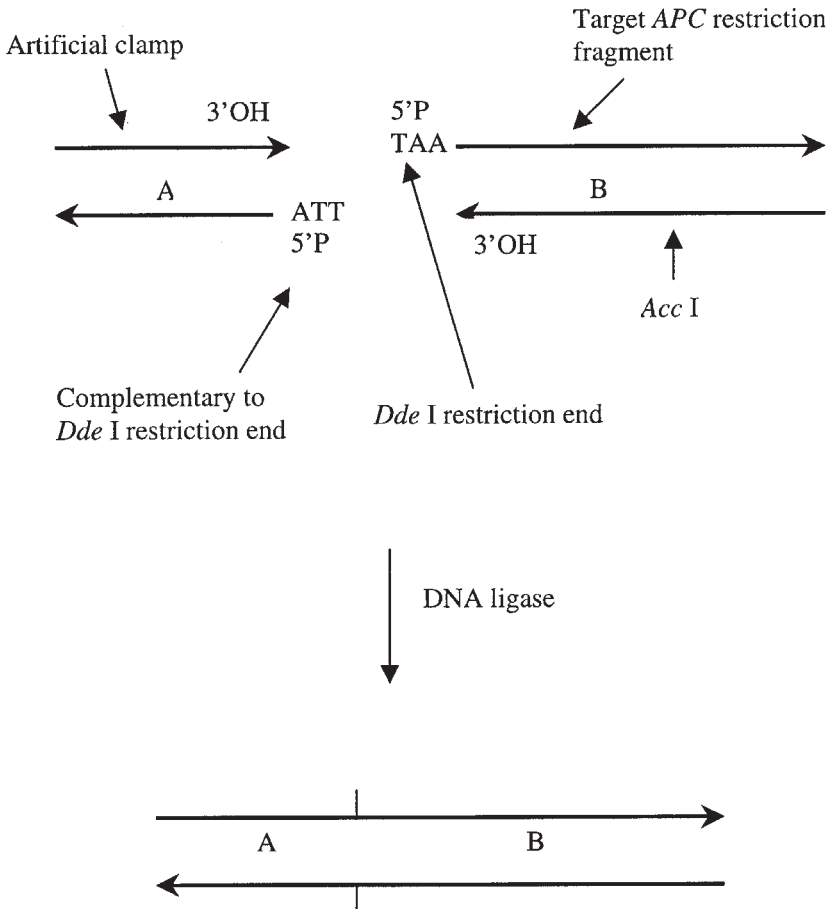 Target APC restriction
fragment
Artificial clamp
3'OH
5'P
TAA
A
B
ATT
5'P
3'OH
Acc I
Complementary to
Dde I restriction end
Dde I restriction end
DNA ligase
A
B